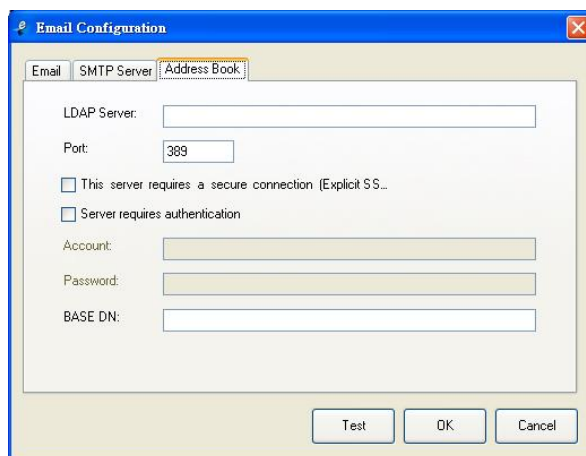 Email Configuration
Email SMTP Server Address Book
LDAP Server:
Port: 389
This server requires a secure connection (Explicit SS...
Server requires authentication
Account:
Password:
BASE DN:
Test OK Cancel